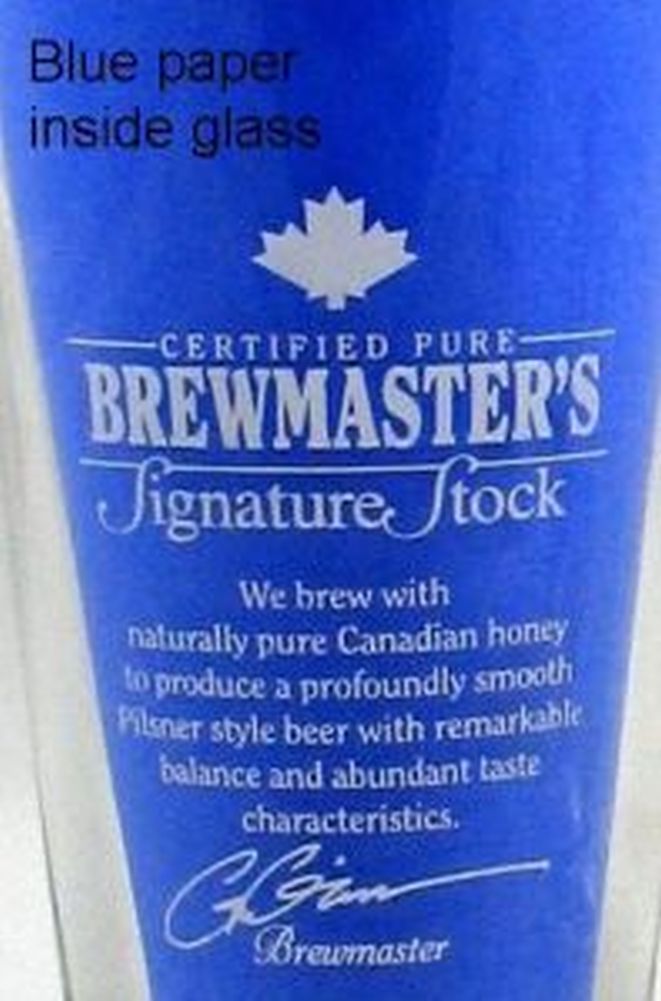 Blue paper
inside glass
CERTIFIED PURE
BREWMASTER'S
Signature Stock
We brew with
naturally pure Canadian honey
to produce a profoundly smooth
Pilsner style beer with remarkable
balance and abundant taste
characteristics.
Brewmaster